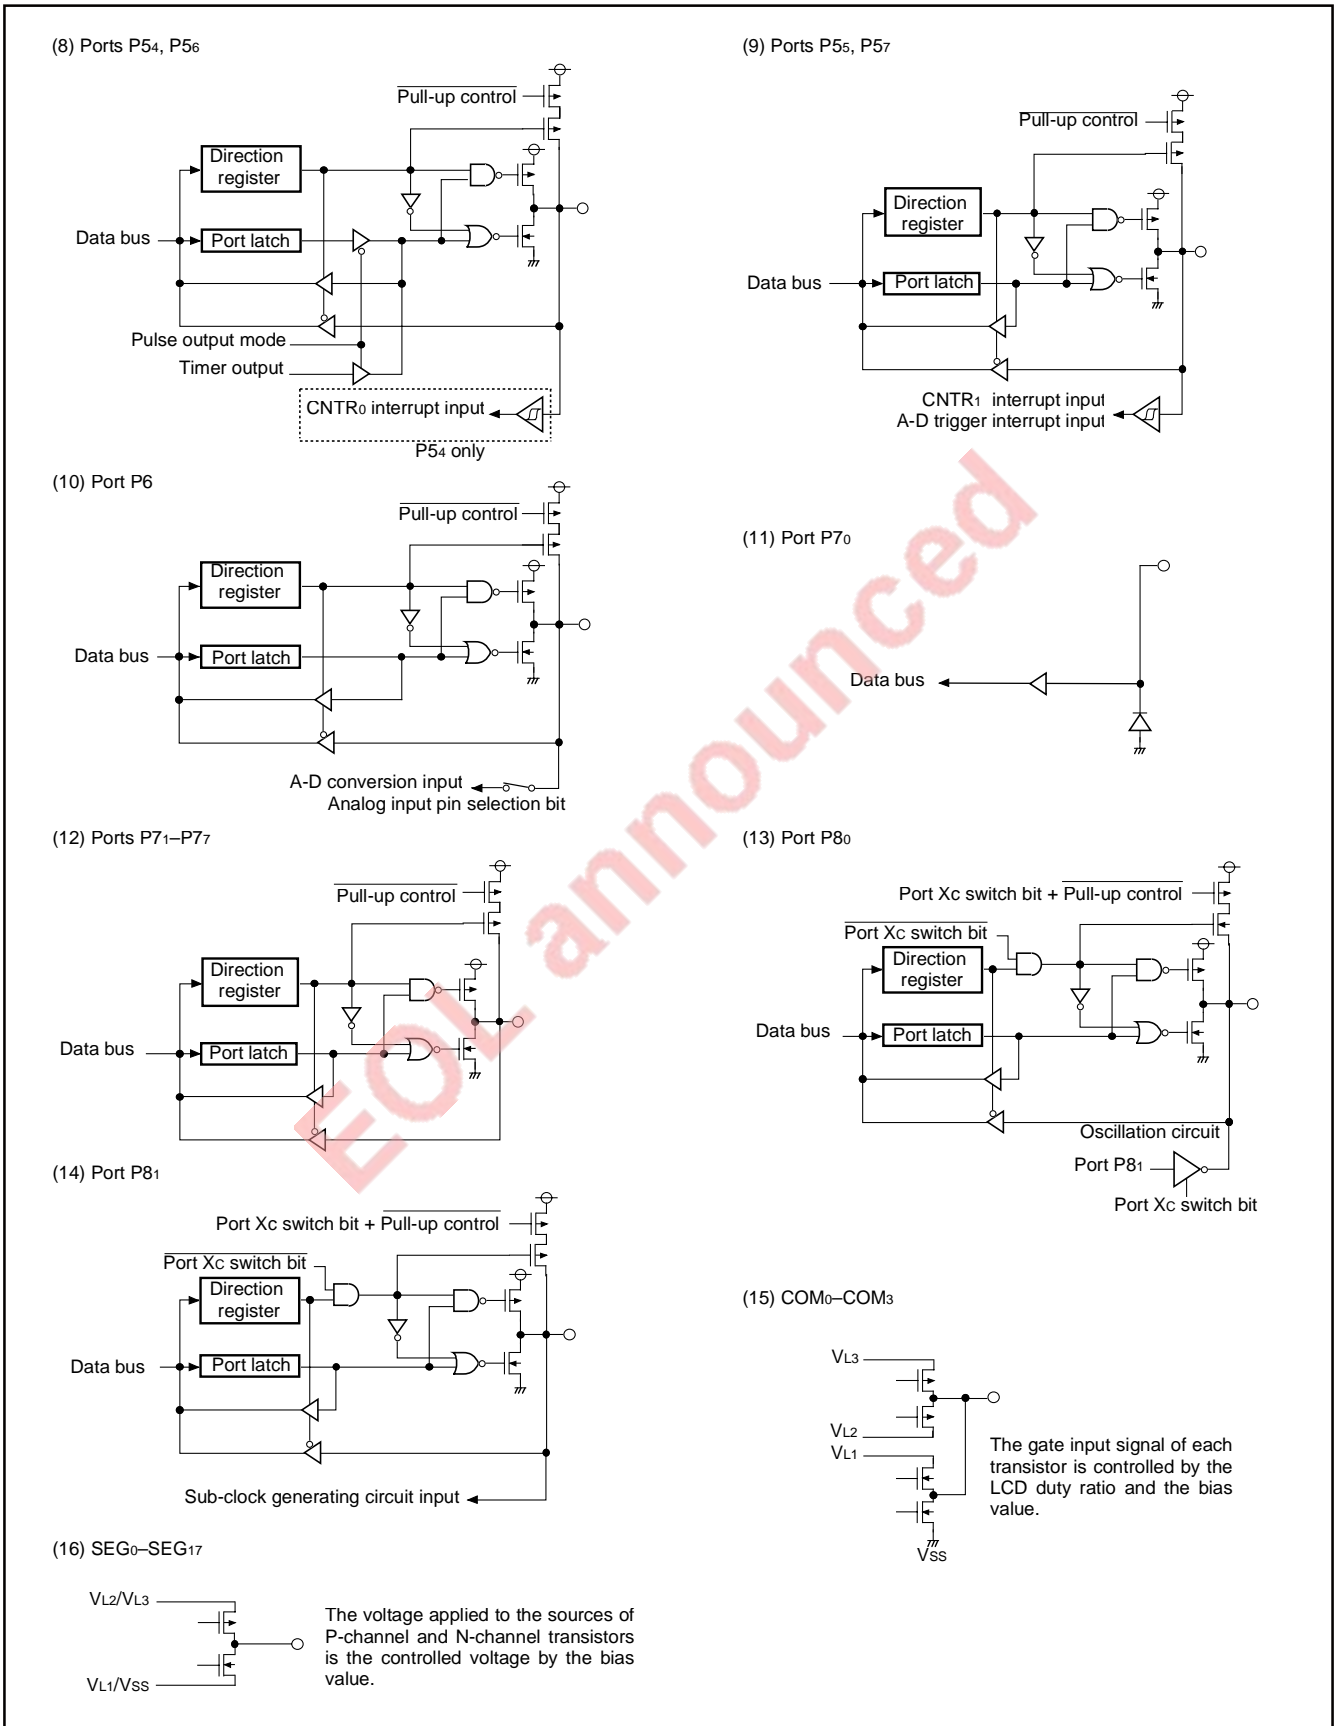 (8) Ports P54, P56
Pull-up control
Direction
register
Data bus
Port latch
Pulse output mode
Timer output
CNTR0 interrupt input
P54 only
(9) Ports P55, P57
Pull-up control
Direction
register
Data bus
Port latch
CNTR1 interrupt input
A-D trigger interrupt input
(10) Port P6
Pull-up control
Direction
register
Data bus
Port latch
A-D conversion input
Analog input pin selection bit
(11) Port P70
Data bus
(12) Ports P71–P77
Pull-up control
Direction
register
Data bus
Port latch
(13) Port P80
Port Xc switch bit + Pull-up control
Port XC switch bit
Direction
register
Data bus
Port latch
Oscillation circuit
Port P81
Port XC switch bit
(14) Port P81
Port Xc switch bit + Pull-up control
Port XC switch bit
Direction
register
Data bus
Port latch
Sub-clock generating circuit input
(15) COM0–COM3
VL3
VL2
VL1
VSS
The gate input signal of each
transistor is controlled by the
LCD duty ratio and the bias
value.
(16) SEG0–SEG17
VL2/VL3
VL1/VSS
The voltage applied to the sources of
P-channel and N-channel transistors
is the controlled voltage by the bias
value.
EOL announced